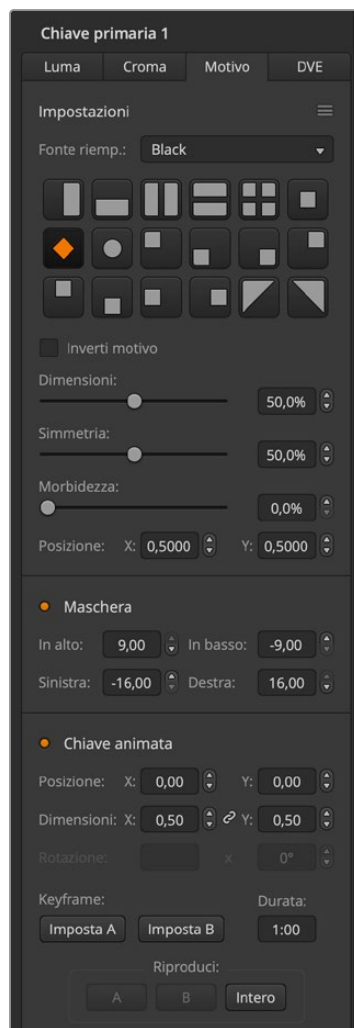 Chiave primaria 1
Luma Croma Motivo DVE
Impostazioni
Fonte riemp.: Black
Inverti motivo
Dimensioni:
50,0%
Simmetria:
50,0%
Morbidezza:
0,0%
Posizione: X: 0,5000 Y: 0,5000
Maschera
In alto: 9,00 In basso: -9,00
Sinistra: -16,00 Destra: 16,00
Chiave animata
Posizione: X: 0,00 Y: 0,00
Dimensioni: X: 0,50 Y: 0,50
Rotazione: x 0°
Keyframe: Durata:
Imposta A Imposta B 1:00
Riproduci:
A B Intero